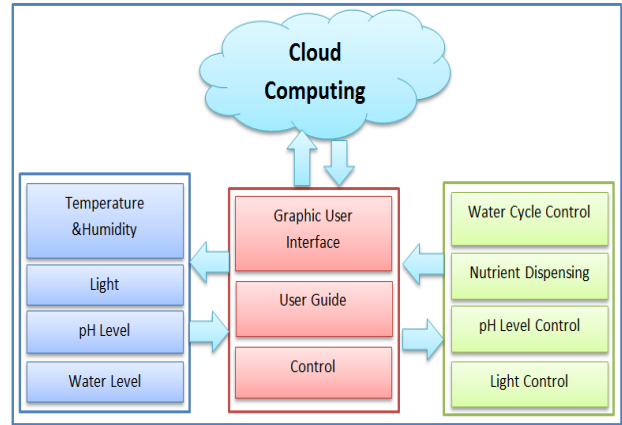 Cloud
Computing
Temperature
&Humidity
Light
pH Level
Water Level
Graphic User
Interface
User Guide
Control
Water Cycle Control
Nutrient Dispensing
pH Level Control
Light Control